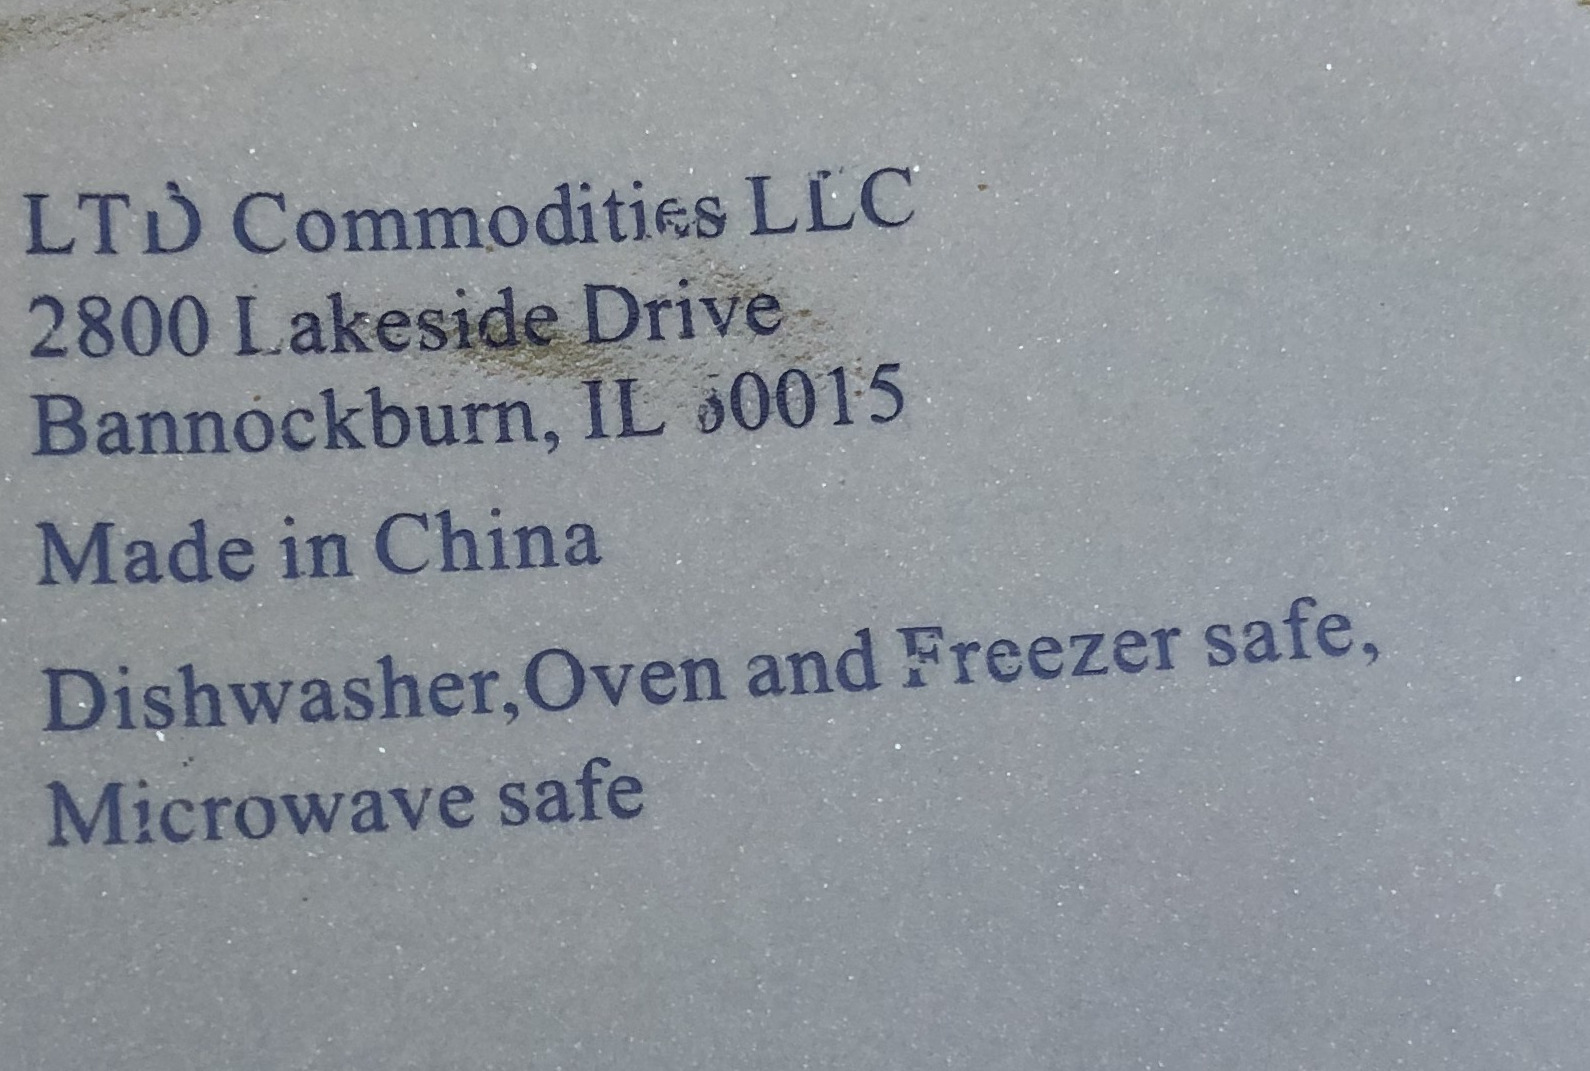 LTD Commodities LLC
2800 Lakeside Drive
Bannockburn, IL 60015
Made in China
Dishwasher,Oven and Freezer safe,
Microwave safe